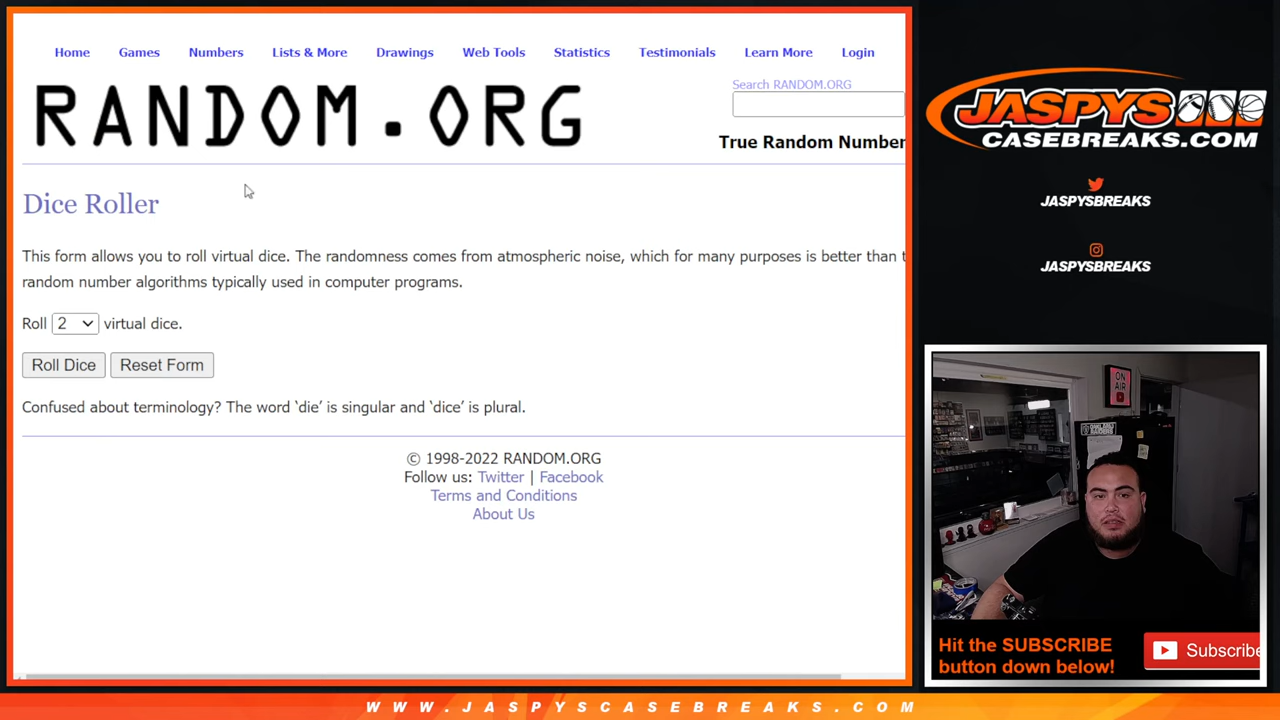 Home Games Numbers Lists & More Drawings Web Tools Statistics Testimonials Learn More Login
RANDOM.ORG
Search RANDOM.ORG
True Random Number
Dice Roller
This form allows you to roll virtual dice. The randomness comes from atmospheric noise, which for many purposes is better than t
random number algorithms typically used in computer programs.
Roll 2 virtual dice.
Roll Dice Reset Form
Confused about terminology? The word ‘die’ is singular and ‘dice’ is plural.
© 1998-2022 RANDOM.ORG
Follow us: Twitter | Facebook
Terms and Conditions
About Us
JASPYS
CASEBREAKS.COM
JASPYSBREAKS
JASPYSBREAKS
ON
AIR
Hit the SUBSCRIBE
button down below!
Subscribe
WWW.JASPYSCASEBREAKS.COM